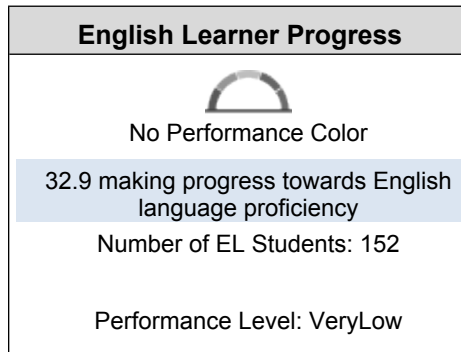 English Learner Progress
No Performance Color
32.9 making progress towards English
language proficiency
Number of EL Students: 152
Performance Level: VeryLow